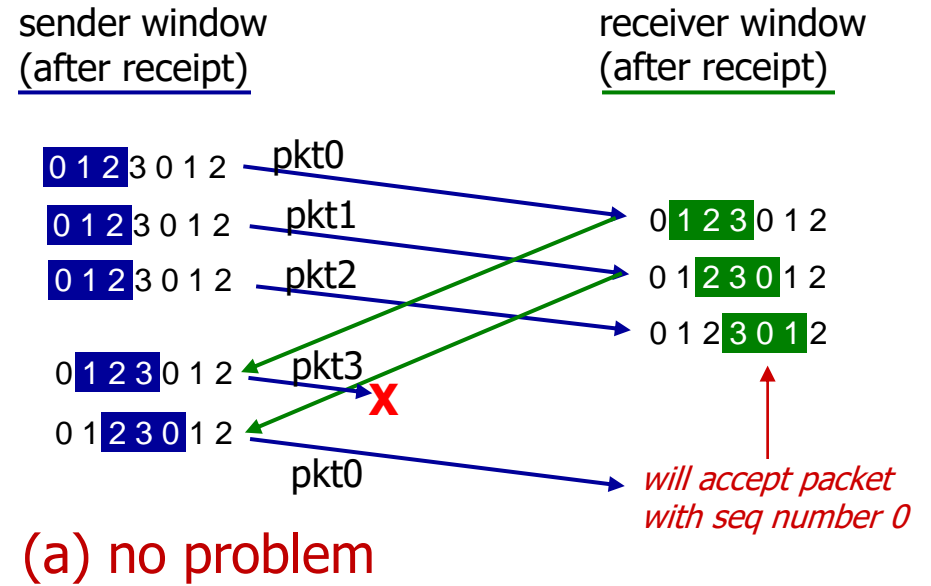 sender window
(after receipt)
receiver window
(after receipt)
0 1 2 3 0 1 2
pkt0
0 1 2 3 0 1 2
pkt1
0 1 2 3 0 1 2
pkt2
0 1 2 3 0 1 2
0 1 2 3 0 1 2
0 1 2 3 0 1 2
0 1 2 3 0 1 2
pkt3
X
0 1 2 3 0 1 2
pkt0
will accept packet
with seq number 0
(a) no problem